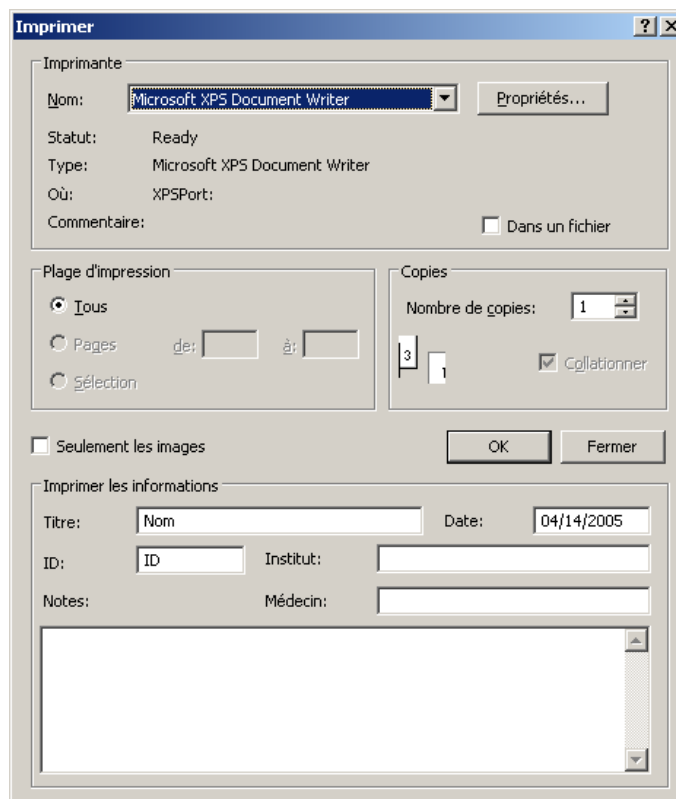 Imprimer
Imprimante
Nom: Microsoft XPS Document Writer Propriétés...
Statut: Ready
Type: Microsoft XPS Document Writer
Où: XPSPort:
Commentaire: Dans un fichier
Plage d'impression
Tous
Pages de: à:
Sélection
Copies
Nombre de copies: 1
3 1
Collationner
Seulement les images OK Fermer
Imprimer les informations
Titre: Nom Date: 04/14/2005
ID: ID Institut:
Notes: Médecin: